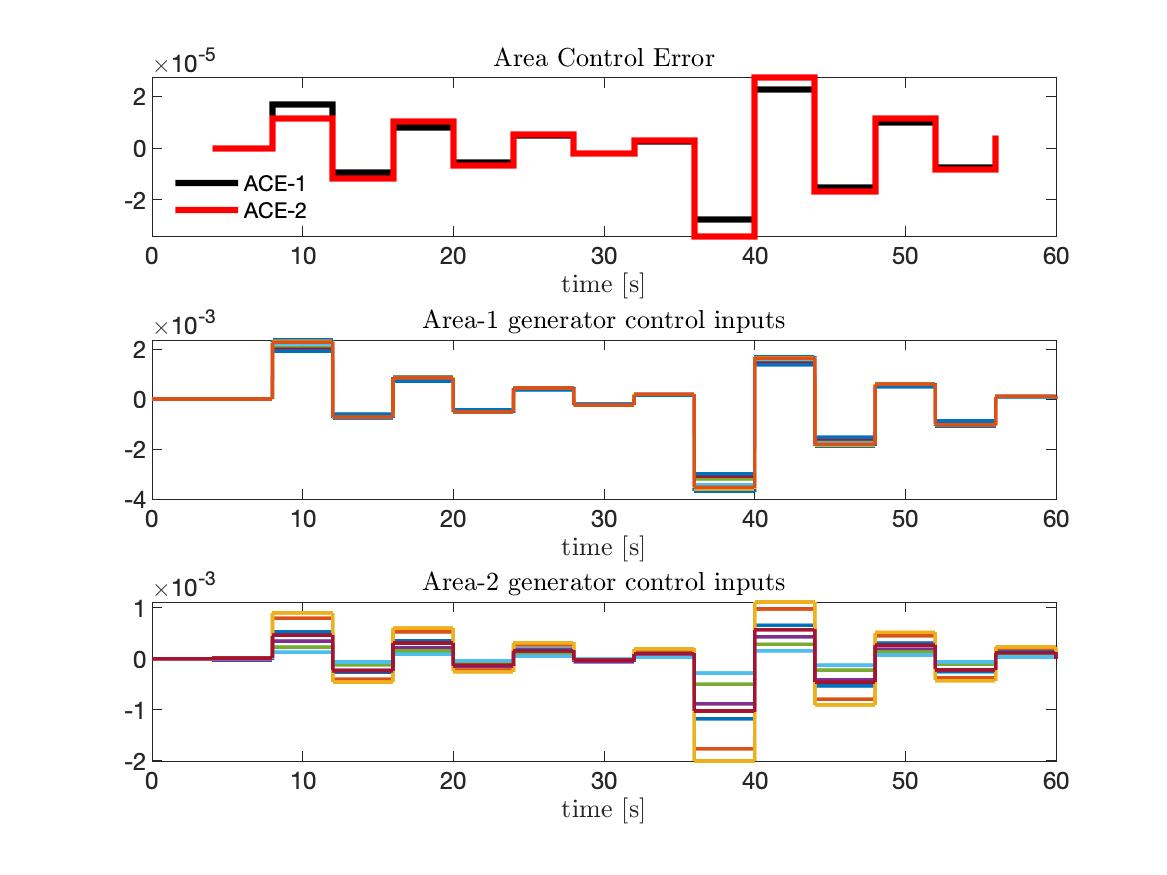 Area Control Error
×10-5
2
0
-2
ACE-1
ACE-2
0 10 20 30 40 50 60
time [s]
Area-1 generator control inputs
×10-3
2
0
-2
-4
0 10 20 30 40 50 60
time [s]
Area-2 generator control inputs
×10-3
1
0
-1
-2
0 10 20 30 40 50 60
time [s]